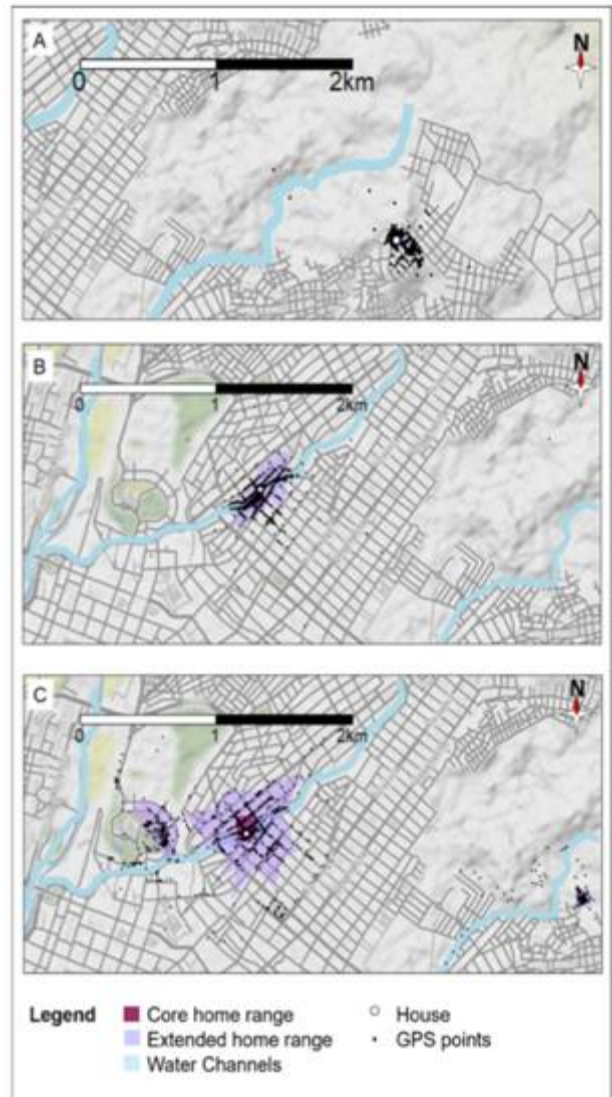 A
N
0 1 2km
B
N
0 1 2km
C
N
0 1 2km
Legend Core home range House
Extended home range GPS points
Water Channels